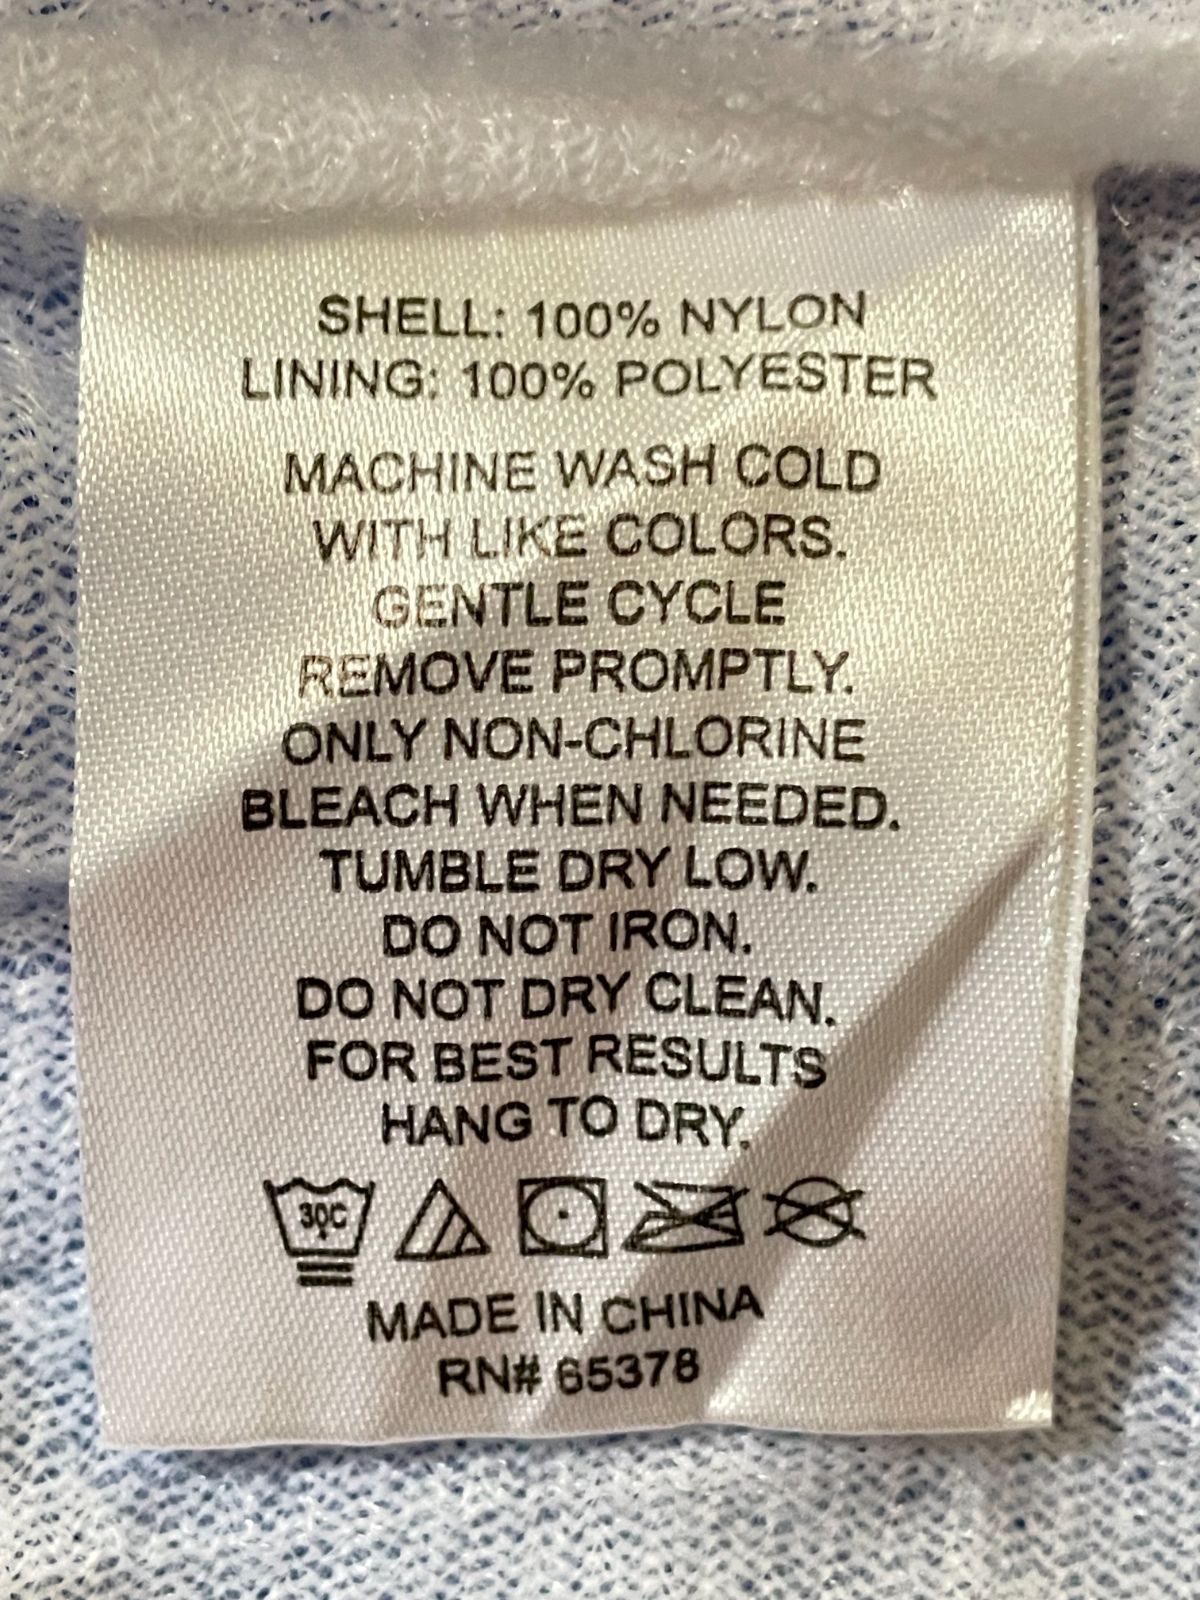 SHELL: 100% NYLON
LINING: 100% POLYESTER
MACHINE WASH COLD
WITH LIKE COLORS.
GENTLE CYCLE
REMOVE PROMPTLY.
ONLY NON-CHLORINE
BLEACH WHEN NEEDED.
TUMBLE DRY LOW.
DO NOT IRON.
DO NOT DRY CLEAN.
FOR BEST RESULTS
HANG TO DRY.
30C
MADE IN CHINA
RN# 65378